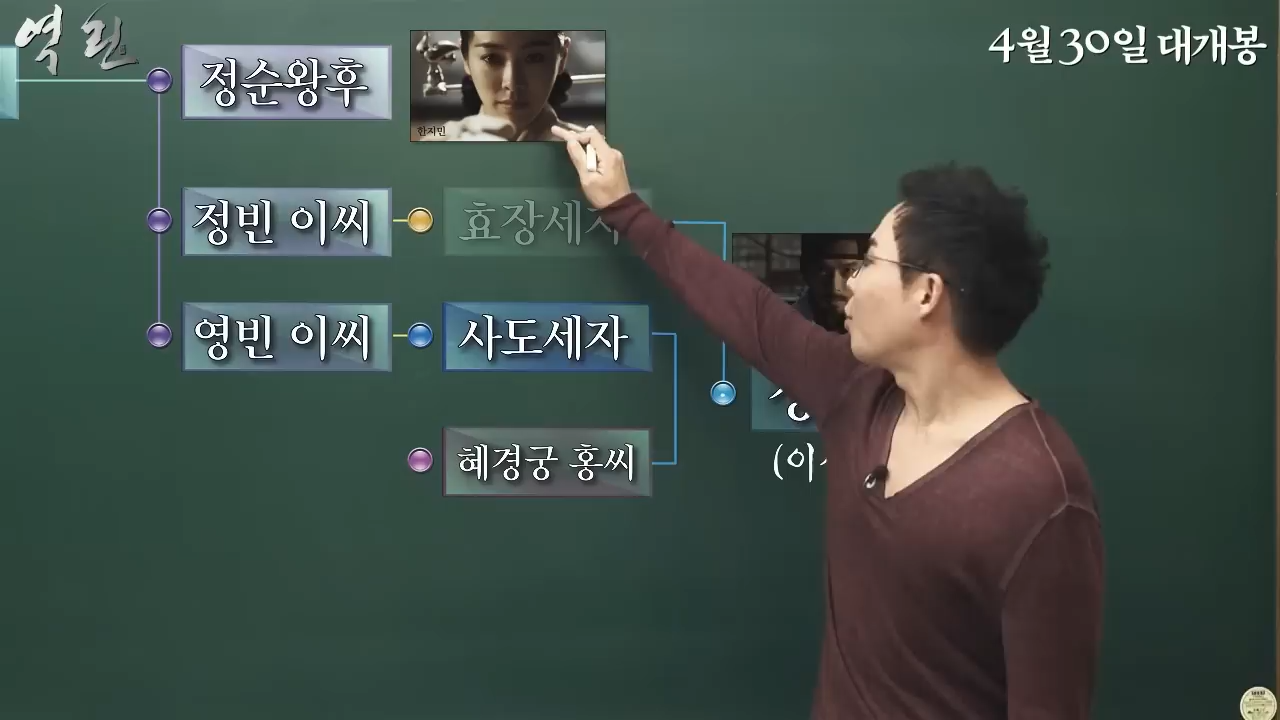 역린
4월 30일 대개봉
정순왕후
한지민
정빈 이씨
효장세자
영빈 이씨
사도세자
혜경궁 홍씨
(이